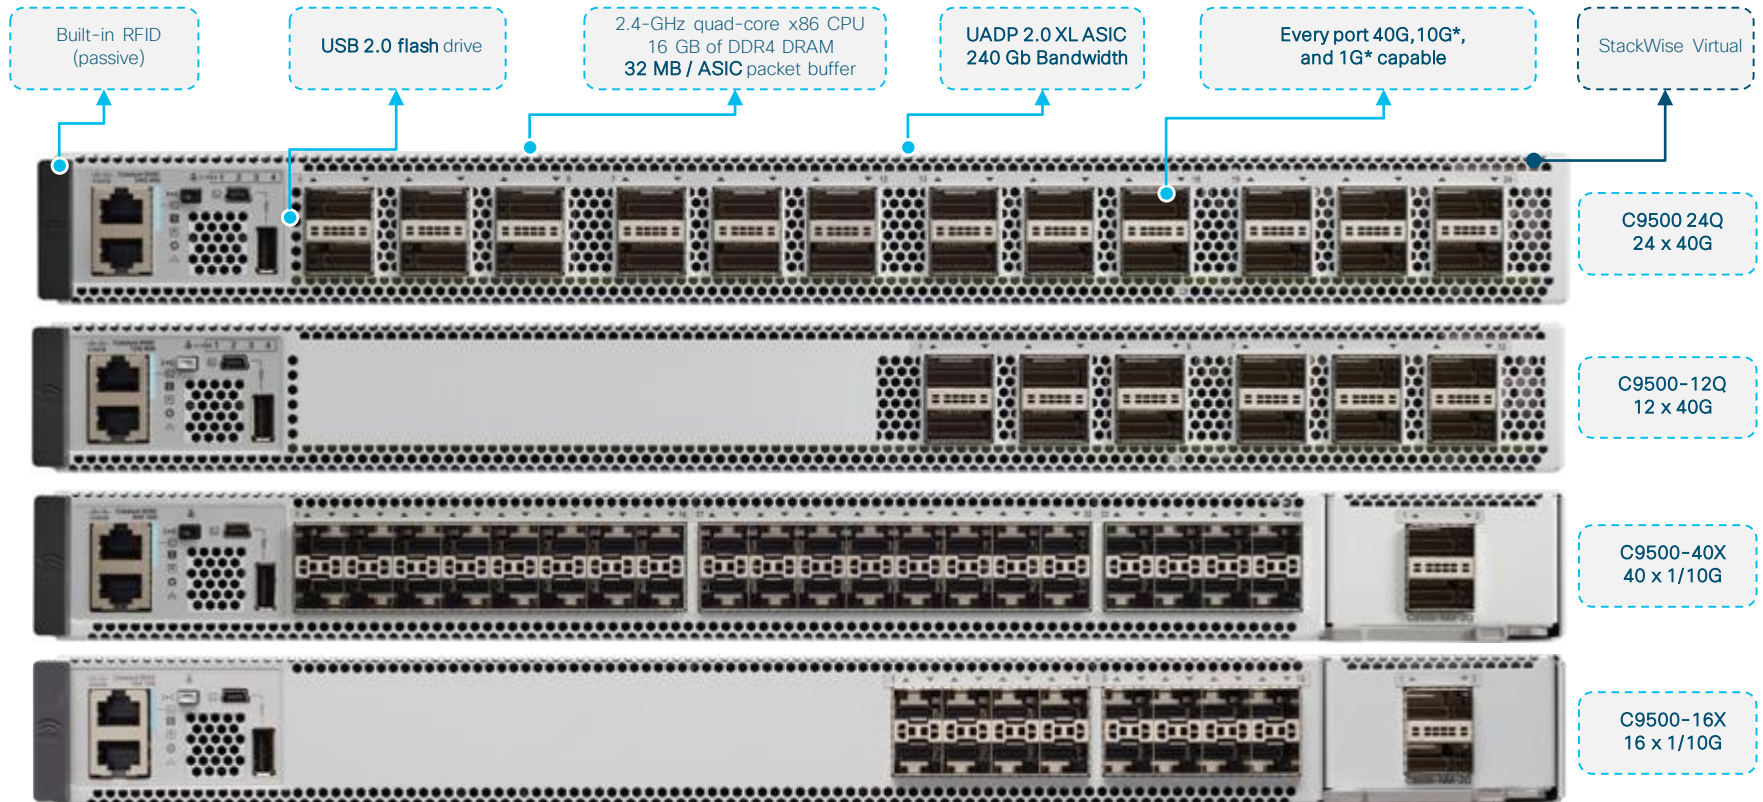 Built-in RFID
(passive)
USB 2.0 flash drive
2.4-GHz quad-core x86 CPU
16 GB of DDR4 DRAM
32 MB / ASIC packet buffer
UADP 2.0 XL ASIC
240 Gb Bandwidth
Every port 40G,10G*,
and 1G* capable
StackWise Virtual
C9500 24Q
24 x 40G
C9500-12Q
12 x 40G
C9500-40X
40 x 1/10G
C9500-16X
16 x 1/10G